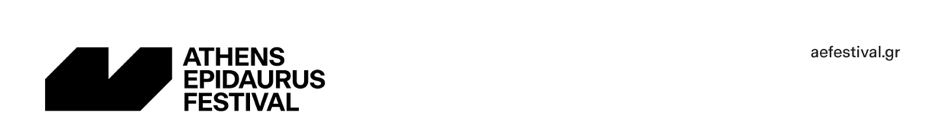 ATHENS
EPIDAURUS
FESTIVAL
aefestival.gr